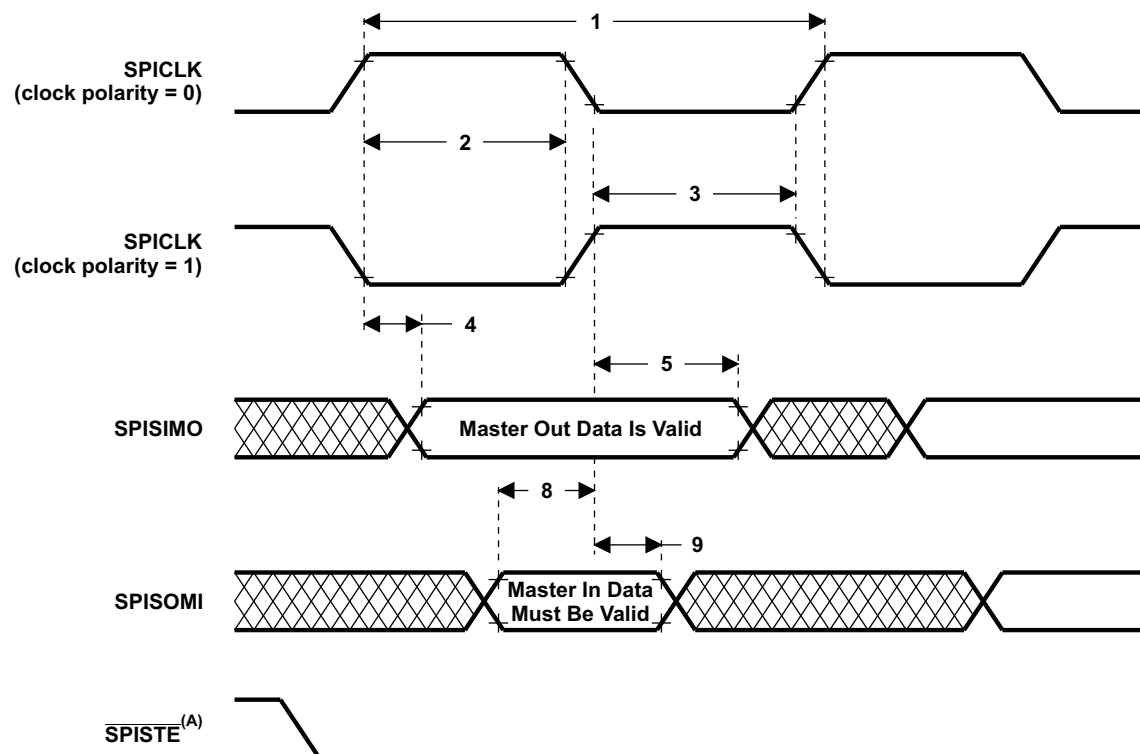 1
SPICLK
(clock polarity = 0)
2
3
SPICLK
(clock polarity = 1)
4
5
SPISIMO
Master Out Data Is Valid
8
9
SPISOMI
Master In Data
Must Be Valid
SPISTE(A)